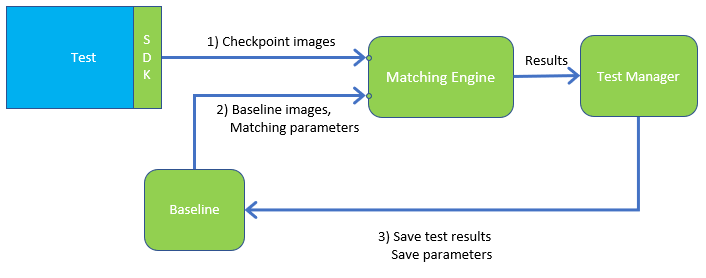 Test
S
D
K
1) Checkpoint images
Matching Engine
Results
Test Manager
2) Baseline images,
Matching parameters
Baseline
3) Save test results
Save parameters